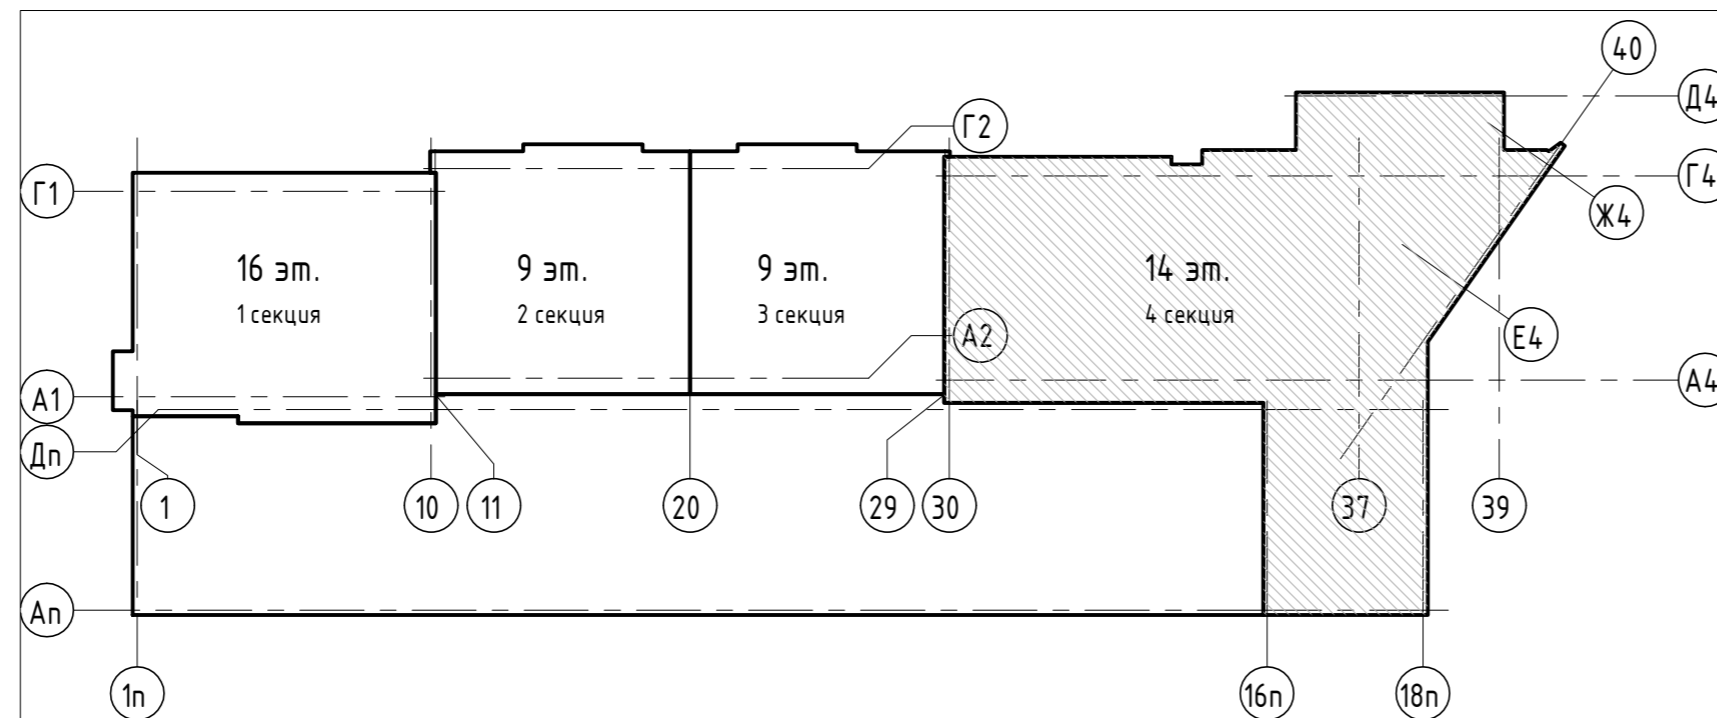 40
Д4
Г2
Г1
Г4
Ж4
16 эт.
9 эт.
9 эт.
14 эт.
1 секция
2 секция
3 секция
4 секция
А2
Е4
А1
А4
Дп
1
10
11
20
29
30
37
39
Ап
1п
16п
18п